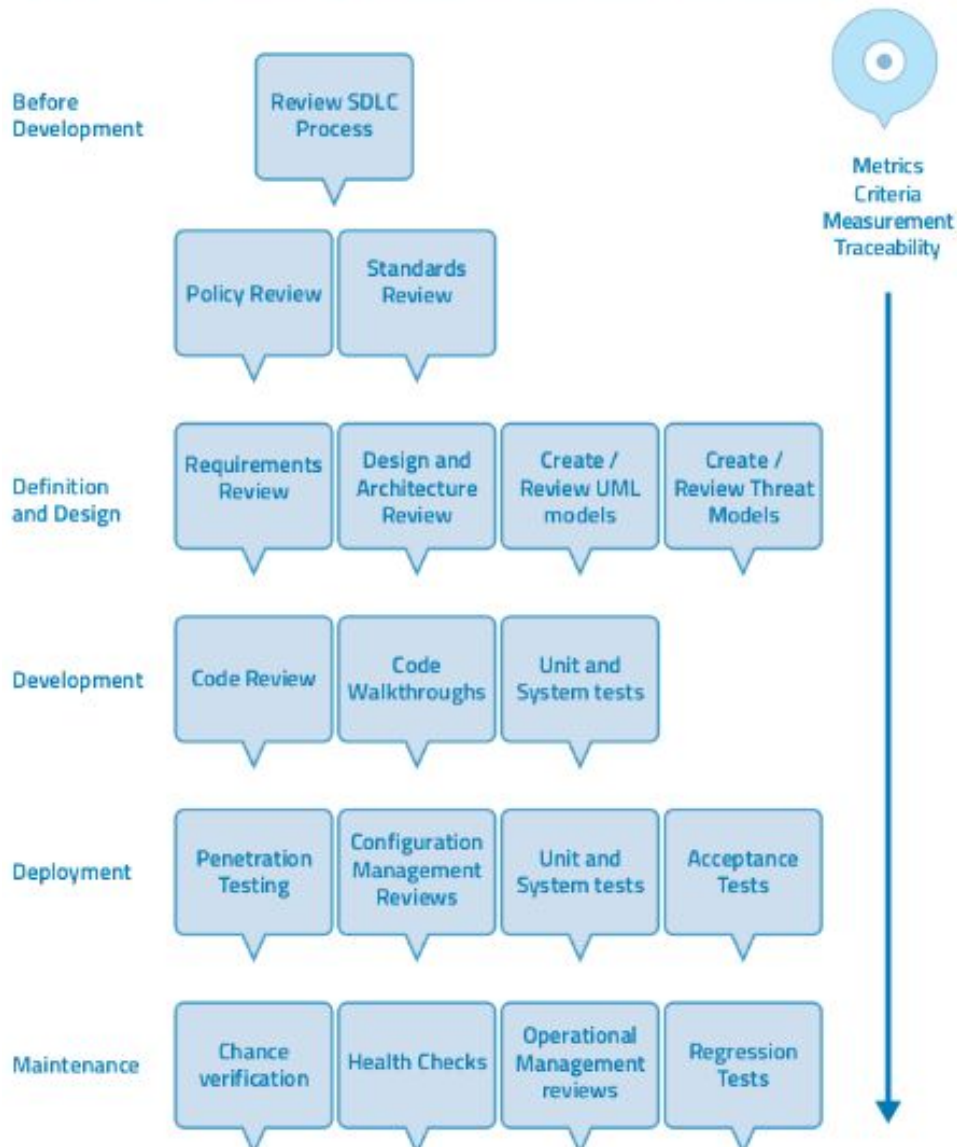 Before
Development
Review SDLC
Process
Metrics
Criteria
Measurement
Traceability
Policy Review
Standards
Review
Definition
and Design
Requirements
Review
Design and
Architecture
Review
Create /
Review UML
models
Create /
Review Threat
Models
Development
Code Review
Code
Walkthroughs
Unit and
System tests
Deployment
Penetration
Testing
Configuration
Management
Reviews
Unit and
System tests
Acceptance
Tests
Maintenance
Chance
verification
Health Checks
Operational
Management
reviews
Regression
Tests